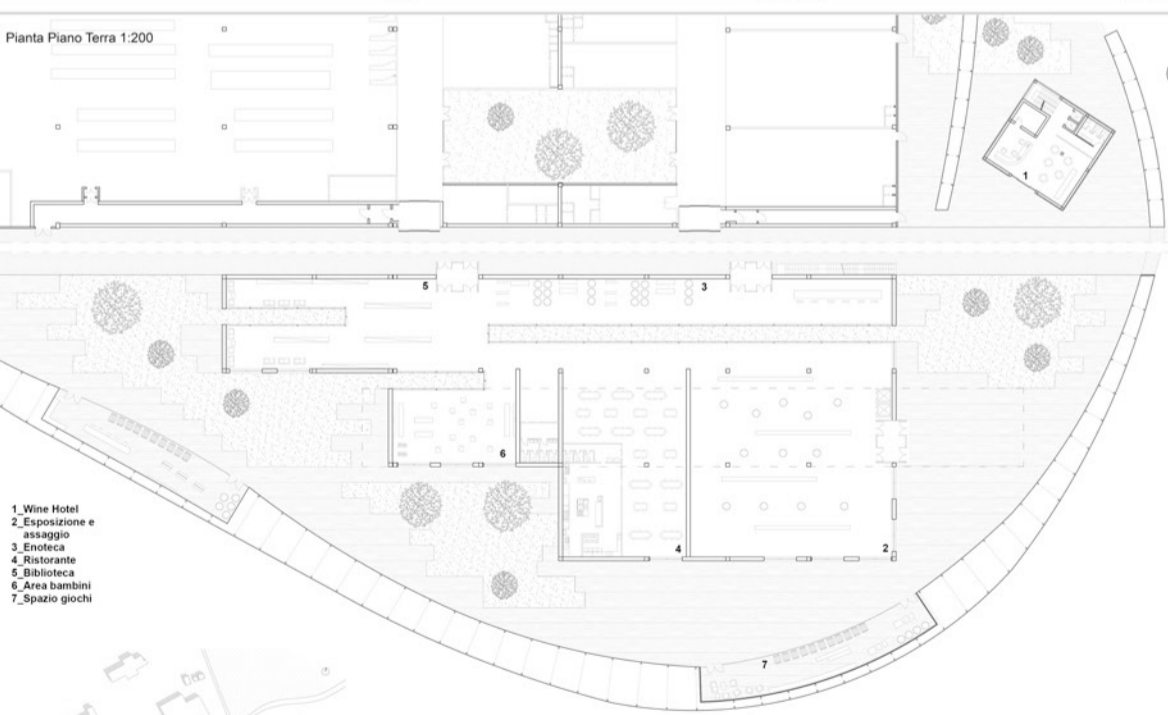 Pianta Piano Terra 1:200
1
5
3
6
4
2
7
1_Wine Hotel
2_Esposizione e
assaggio
3_Enoteca
4_Ristorante
5_Biblioteca
6_Area bambini
7_Spazio giochi